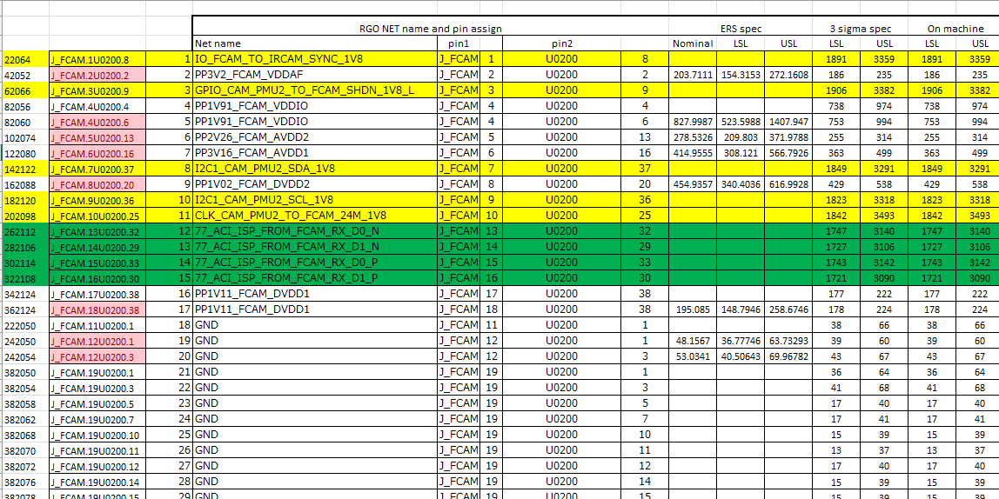 RGO NET name and pin assign ERS spec 3 sigma spec On machine
Net name pin1 pin2 Nominal LSL USL LSL USL LSL USL
22064 J_FCAM.1U0200.8 1 IO_FCAM_TO_IRCAM_SYNC_1V8 J_FCAM 1 U0200 8 1891 3359 1891 3359
42052 J_FCAM.2U0200.2 2 PP3V2_FCAM_VDDAF J_FCAM 2 U0200 2 203.7111 154.3153 272.1608 186 235 186 235
62066 J_FCAM.3U0200.9 3 GPIO_CAM_PMU2_TO_FCAM_SHDN_1V8_L J_FCAM 3 U0200 9 1906 3382 1906 3382
82056 J_FCAM.4U0200.4 4 PP1V91_FCAM_VDDIO J_FCAM 4 U0200 4 738 974 738 974
82060 J_FCAM.4U0200.6 5 PP1V91_FCAM_VDDIO J_FCAM 4 U0200 6 827.9987 523.5988 1407.947 753 994 753 994
102074 J_FCAM.5U0200.13 6 PP2V26_FCAM_AVDD2 J_FCAM 5 U0200 13 278.5326 209.803 371.9788 255 314 255 314
122080 J_FCAM.6U0200.16 7 PP3V16_FCAM_AVDD1 J_FCAM 6 U0200 16 414.9555 308.121 566.7926 363 499 363 499
142122 J_FCAM.7U0200.37 8 I2C1_CAM_PMU2_SDA_1V8 J_FCAM 7 U0200 37 1849 3291 1849 3291
162088 J_FCAM.8U0200.20 9 PP1V02_FCAM_DVDD2 J_FCAM 8 U0200 20 454.9357 340.4036 616.9928 429 538 429 538
182120 J_FCAM.9U0200.36 10 I2C1_CAM_PMU2_SCL_1V8 J_FCAM 9 U0200 36 1823 3318 1823 3318
202098 J_FCAM.10U0200.25 11 CLK_CAM_PMU2_TO_FCAM_24M_1V8 J_FCAM 10 U0200 25 1842 3493 1842 3493
262112 J_FCAM.13U0200.32 12 77_ACI_ISP_FROM_FCAM_RX_D0_N J_FCAM 13 U0200 32 1747 3140 1747 3140
282106 J_FCAM.14U0200.29 13 77_ACI_ISP_FROM_FCAM_RX_D1_N J_FCAM 14 U0200 29 1727 3106 1727 3106
302114 J_FCAM.15U0200.33 14 77_ACI_ISP_FROM_FCAM_RX_D0_P J_FCAM 15 U0200 33 1743 3142 1743 3142
322108 J_FCAM.16U0200.30 15 77_ACI_ISP_FROM_FCAM_RX_D1_P J_FCAM 16 U0200 30 1721 3090 1721 3090
342124 J_FCAM.17U0200.38 16 PP1V11_FCAM_DVDD1 J_FCAM 17 U0200 38 177 222 177 222
362124 J_FCAM.18U0200.38 17 PP1V11_FCAM_DVDD1 J_FCAM 18 U0200 38 195.085 148.7946 258.6746 178 224 178 224
222050 J_FCAM.11U0200.1 18 GND J_FCAM 11 U0200 1 38 66 38 66
242050 J_FCAM.12U0200.1 19 GND J_FCAM 12 U0200 1 48.1567 36.77746 63.73293 39 60 39 60
242054 J_FCAM.12U0200.3 20 GND J_FCAM 12 U0200 3 53.0341 40.50643 69.96782 43 67 43 67
382050 J_FCAM.19U0200.1 21 GND J_FCAM 19 U0200 1 36 64 36 64
382054 J_FCAM.19U0200.3 22 GND J_FCAM 19 U0200 3 41 68 41 68
382058 J_FCAM.19U0200.5 23 GND J_FCAM 19 U0200 5 17 40 17 40
382062 J_FCAM.19U0200.7 24 GND J_FCAM 19 U0200 7 17 41 17 41
382068 J_FCAM.19U0200.10 25 GND J_FCAM 19 U0200 10 15 39 15 39
382070 J_FCAM.19U0200.11 26 GND J_FCAM 19 U0200 11 13 37 13 37
382072 J_FCAM.19U0200.12 27 GND J_FCAM 19 U0200 12 17 40 17 40
382076 J_FCAM.19U0200.14 28 GND J_FCAM 19 U0200 14 15 39 15 39
382078 J_FCAM.19U0200.15 29 GND J_FCAM 19 U0200 15 15 39 15 39